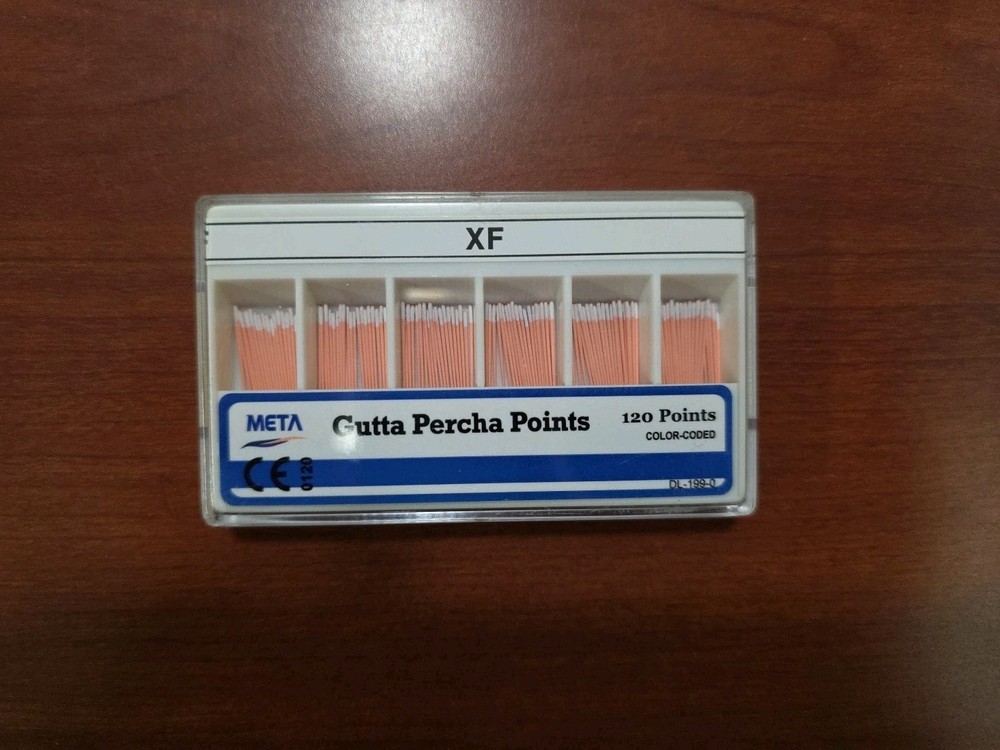 XF
META
Gutta Percha Points
120 Points
COLOR-CODED
CE 0120
DL-199-0